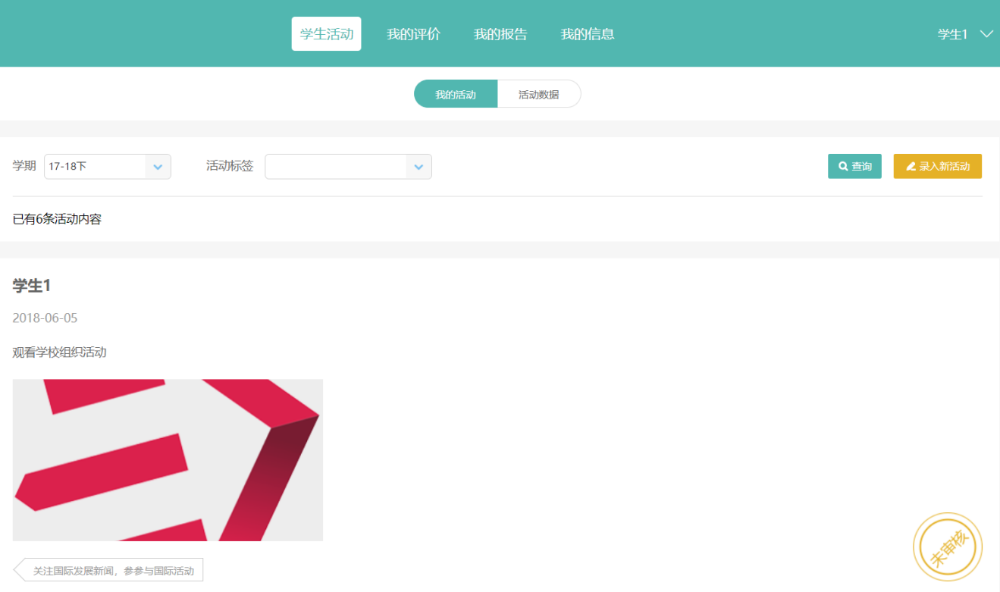 学生活动 我的评价 我的报告 我的信息 学生1
我的活动 活动数据
学期 17-18下 活动标签 查询 录入新活动
已有6条活动内容
学生1
2018-06-05
观看学校组织活动
未审核
关注国际发展新闻，参参与国际活动